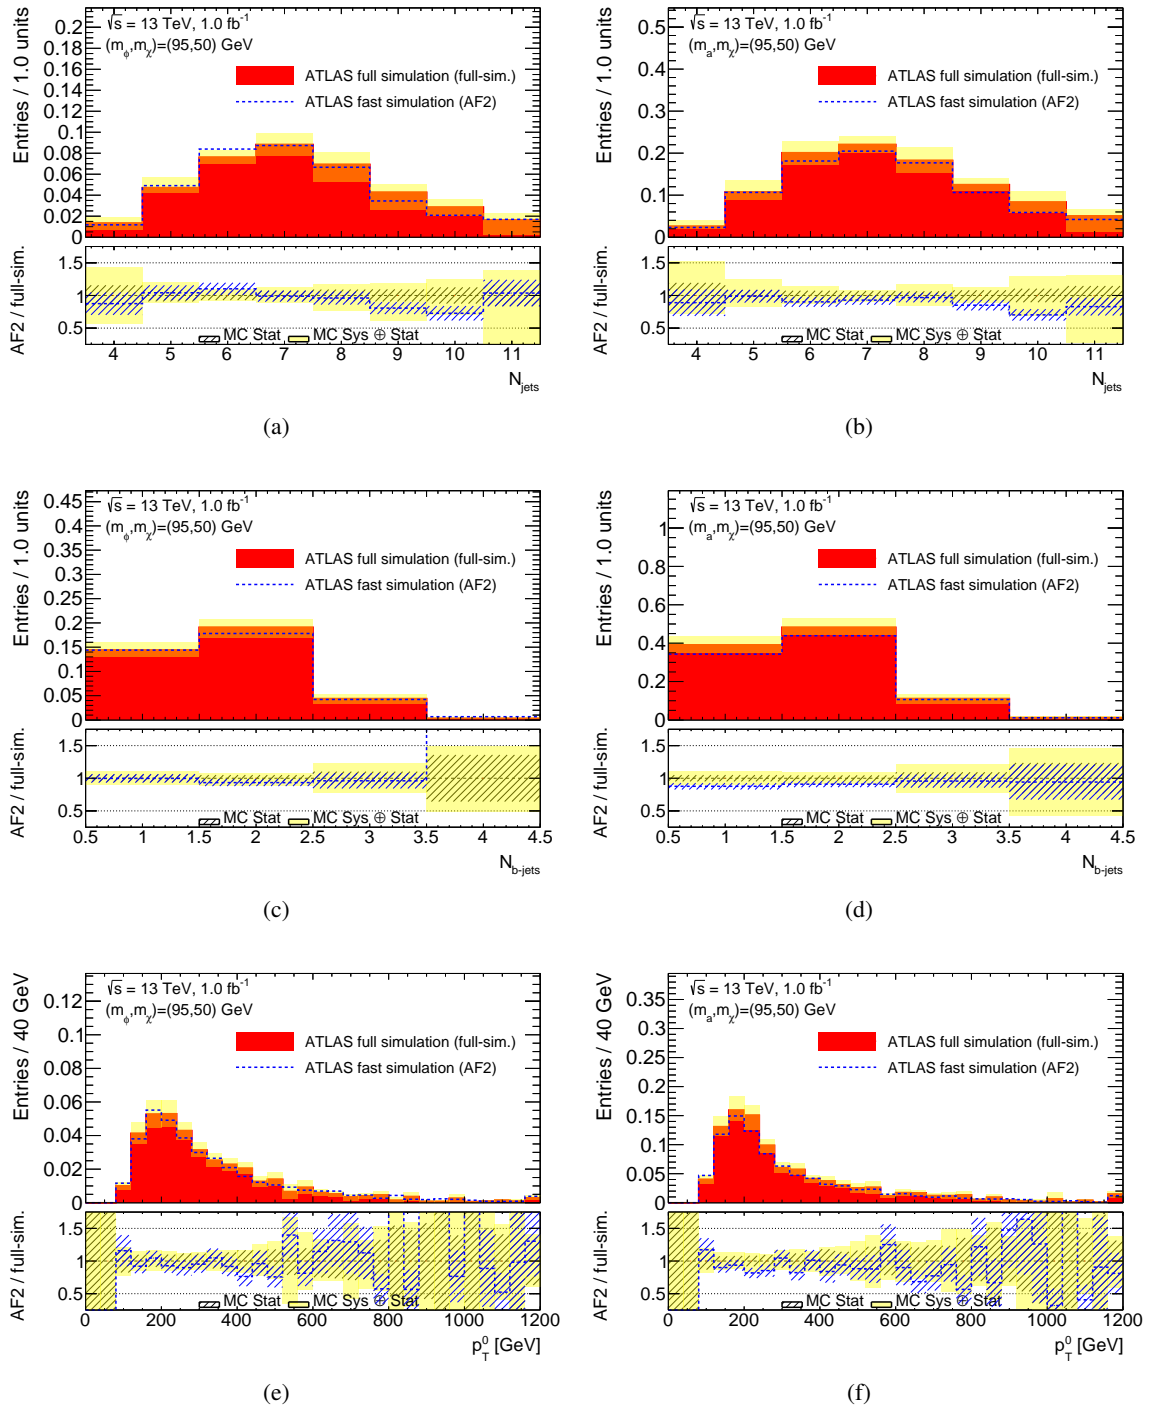 √s = 13 TeV, 1.0 fb⁻¹
(m_ϕ,m_χ)=(95,50) GeV
ATLAS full simulation (full-sim.)
ATLAS fast simulation (AF2)
Entries / 1.0 units
0.2
0.18
0.16
0.14
0.12
0.1
0.08
0.06
0.04
0.02
0
AF2 / full-sim.
1.5
1
0.5
MC Stat
MC Sys ⊕ Stat
4 5 6 7 8 9 10 11
N_jets
(a)
√s = 13 TeV, 1.0 fb⁻¹
(m_a,m_χ)=(95,50) GeV
ATLAS full simulation (full-sim.)
ATLAS fast simulation (AF2)
Entries / 1.0 units
0.5
0.4
0.3
0.2
0.1
0
AF2 / full-sim.
1.5
1
0.5
MC Stat
MC Sys ⊕ Stat
4 5 6 7 8 9 10 11
N_jets
(b)
√s = 13 TeV, 1.0 fb⁻¹
(m_ϕ,m_χ)=(95,50) GeV
ATLAS full simulation (full-sim.)
ATLAS fast simulation (AF2)
Entries / 1.0 units
0.45
0.4
0.35
0.3
0.25
0.2
0.15
0.1
0.05
0
AF2 / full-sim.
1.5
1
0.5
MC Stat
MC Sys ⊕ Stat
0.5 1 1.5 2 2.5 3 3.5 4 4.5
N_b-jets
(c)
√s = 13 TeV, 1.0 fb⁻¹
(m_a,m_χ)=(95,50) GeV
ATLAS full simulation (full-sim.)
ATLAS fast simulation (AF2)
Entries / 1.0 units
1
0.8
0.6
0.4
0.2
0
AF2 / full-sim.
1.5
1
0.5
MC Stat
MC Sys ⊕ Stat
0.5 1 1.5 2 2.5 3 3.5 4 4.5
N_b-jets
(d)
√s = 13 TeV, 1.0 fb⁻¹
(m_ϕ,m_χ)=(95,50) GeV
ATLAS full simulation (full-sim.)
ATLAS fast simulation (AF2)
Entries / 40 GeV
0.12
0.1
0.08
0.06
0.04
0.02
0
AF2 / full-sim.
1.5
1
0.5
MC Stat
MC Sys ⊕ Stat
0 200 400 600 800 1000 1200
p_T^0 [GeV]
(e)
√s = 13 TeV, 1.0 fb⁻¹
(m_a,m_χ)=(95,50) GeV
ATLAS full simulation (full-sim.)
ATLAS fast simulation (AF2)
Entries / 40 GeV
0.35
0.3
0.25
0.2
0.15
0.1
0.05
0
AF2 / full-sim.
1.5
1
0.5
MC Stat
MC Sys ⊕ Stat
0 200 400 600 800 1000 1200
p_T^0 [GeV]
(f)